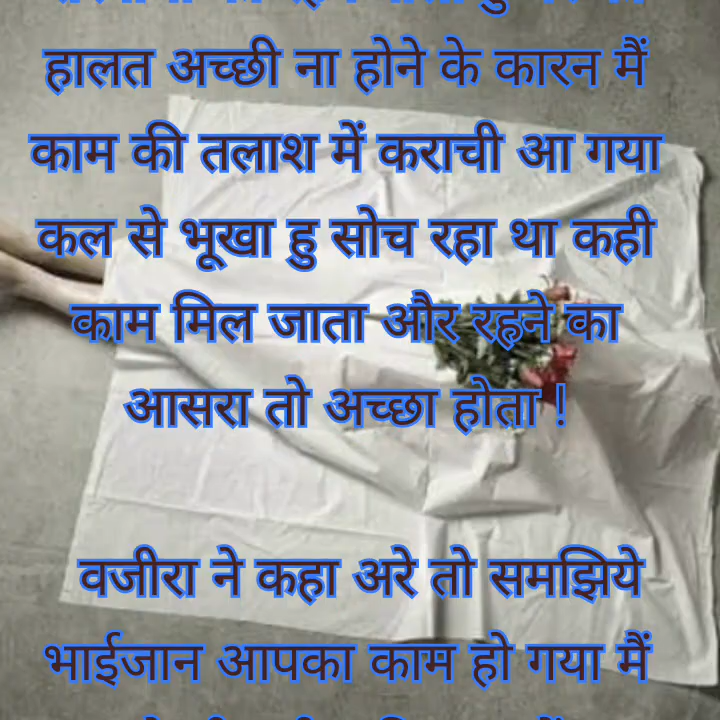 हालत अच्छी ना होने के कारन मैं
काम की तलाश में कराची आ गया
कल से भूखा हु सोच रहा था कही
काम मिल जाता और रहने का
आसरा तो अच्छा होता !
वजीरा ने कहा अरे तो समझिये
भाईजान आपका काम हो गया मैं